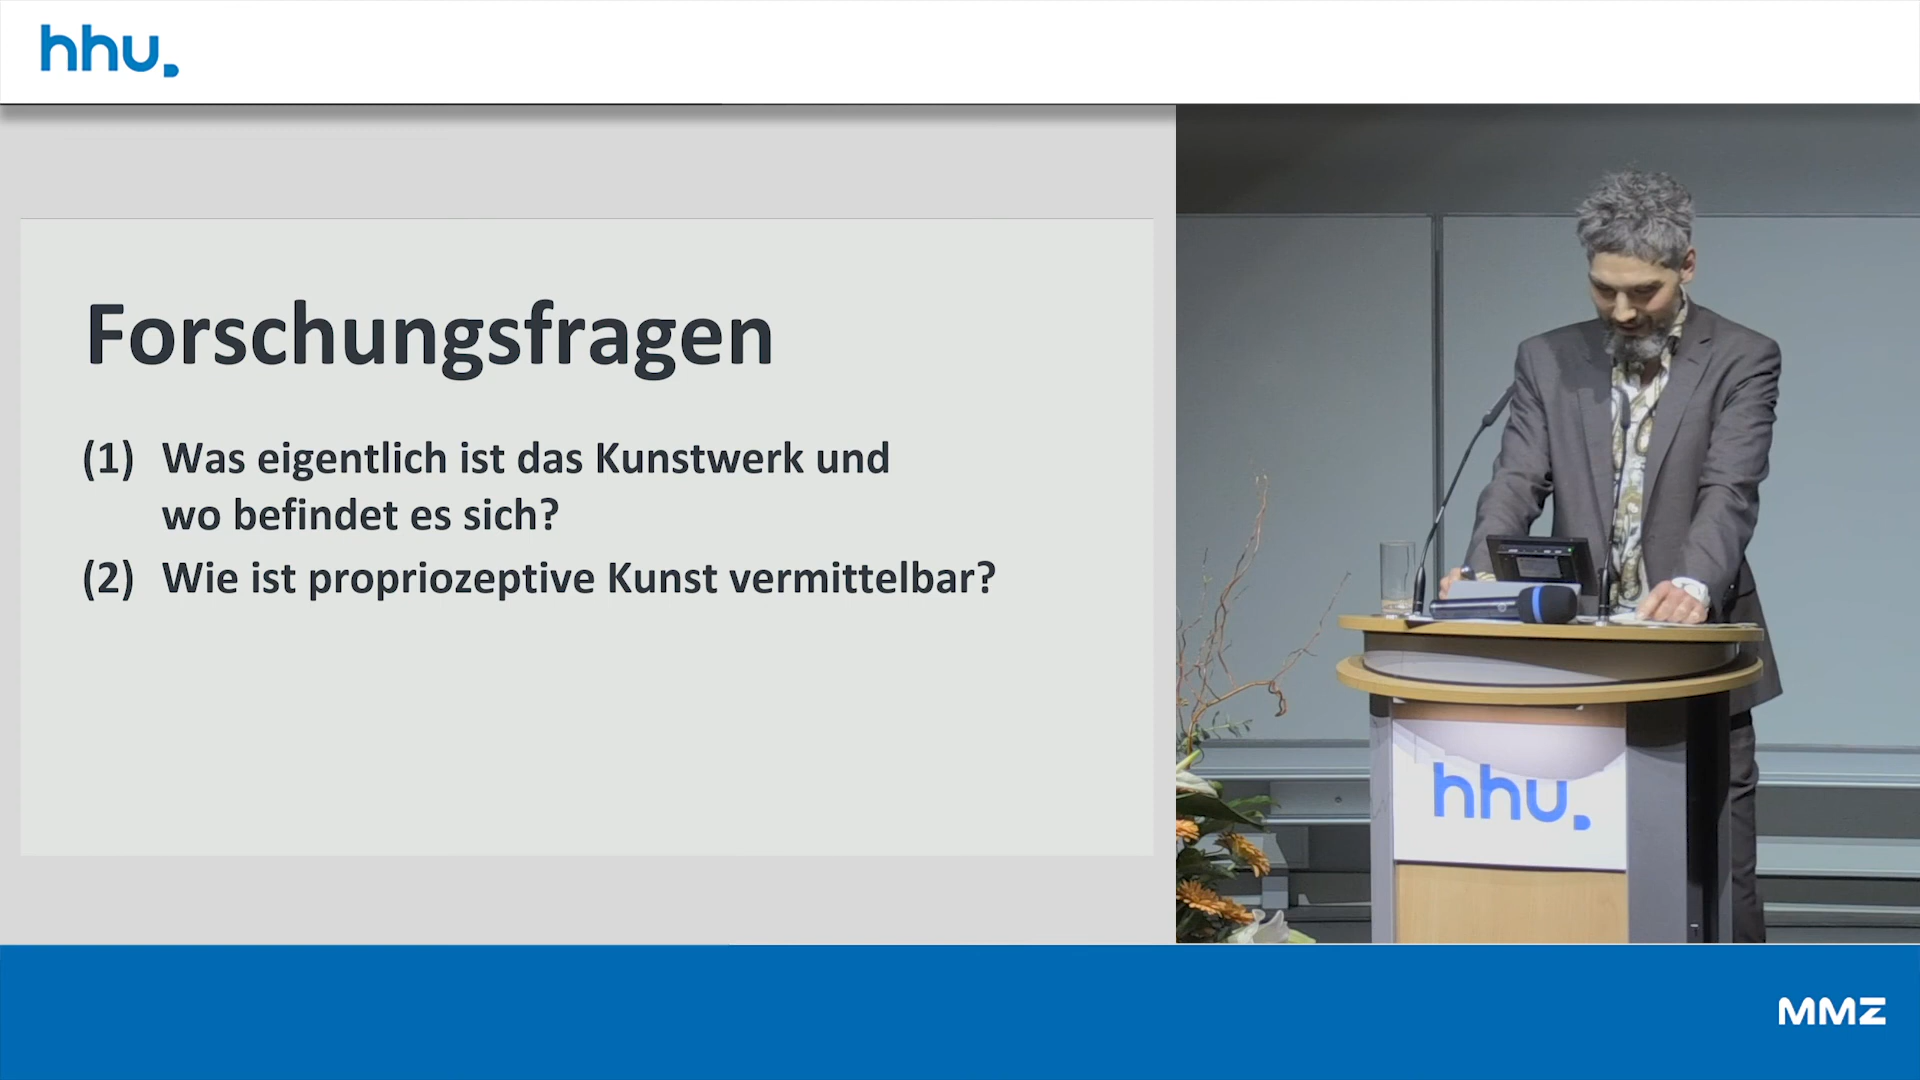 hhu.
Forschungsfragen
(1) Was eigentlich ist das Kunstwerk und
wo befindet es sich?
(2) Wie ist propriozeptive Kunst vermittelbar?
hhu.
MMZ